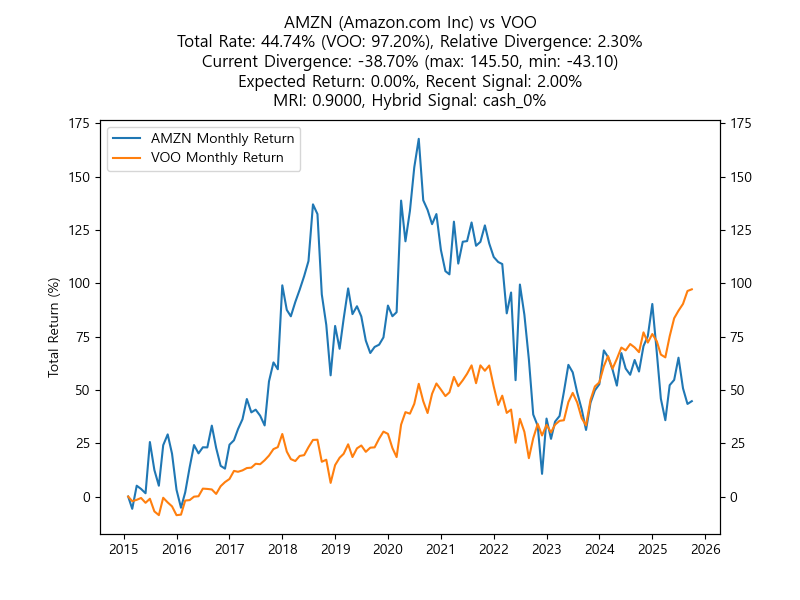 AMZN (Amazon.com Inc) vs VOO
Total Rate: 44.74% (VOO: 97.20%), Relative Divergence: 2.30%
Current Divergence: -38.70% (max: 145.50, min: -43.10)
Expected Return: 0.00%, Recent Signal: 2.00%
MRI: 0.9000, Hybrid Signal: cash_0%
AMZN Monthly Return
VOO Monthly Return
Total Return (%)
175
150
125
100
75
50
25
0
175
150
125
100
75
50
25
0
2015 2016 2017 2018 2019 2020 2021 2022 2023 2024 2025 2026